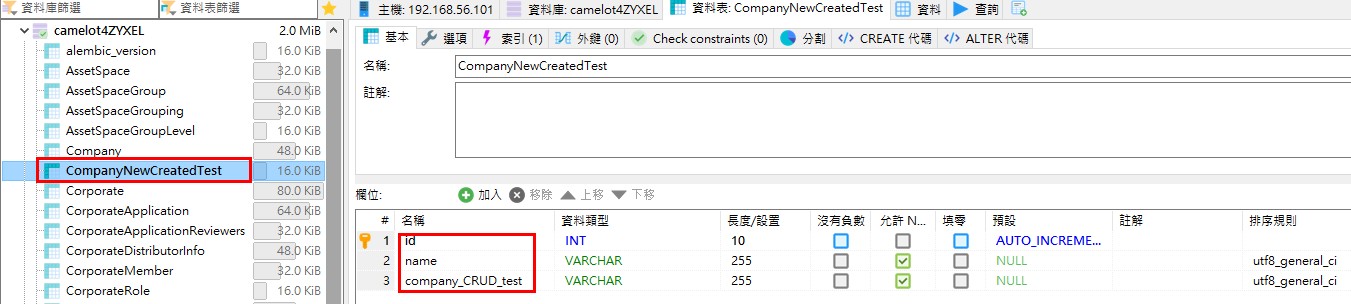 資料庫篩選 資料表篩選
camelot4ZYXEL 2.0 MiB
alembic_version 16.0 KiB
AssetSpace 32.0 KiB
AssetSpaceGroup 64.0 KiB
AssetSpaceGrouping 32.0 KiB
AssetSpaceGroupLevel 16.0 KiB
Company 48.0 KiB
CompanyNewCreatedTest 16.0 KiB
Corporate 80.0 KiB
CorporateApplication 64.0 KiB
CorporateApplicationReviewers 32.0 KiB
CorporateDistributorInfo 48.0 KiB
CorporateMember 32.0 KiB
CorporateRole 16.0 KiB
主機: 192.168.56.101 資料庫: camelot4ZYXEL 資料表: CompanyNewCreatedTest 資料 查詢
基本 選項 索引 (1) 外鍵 (0) Check constraints (0) 分割 </> CREATE 代碼 </> ALTER 代碼
名稱: CompanyNewCreatedTest
註解:
欄位: 加入 移除 上移 下移
# 名稱 資料類型 長度/設置 沒有負數 允許 N... 填零 預設 註解 排序規則
1 id INT 10 AUTO_INCREME...
2 name VARCHAR 255 NULL utf8_general_ci
3 company_CRUD_test VARCHAR 255 NULL utf8_general_ci